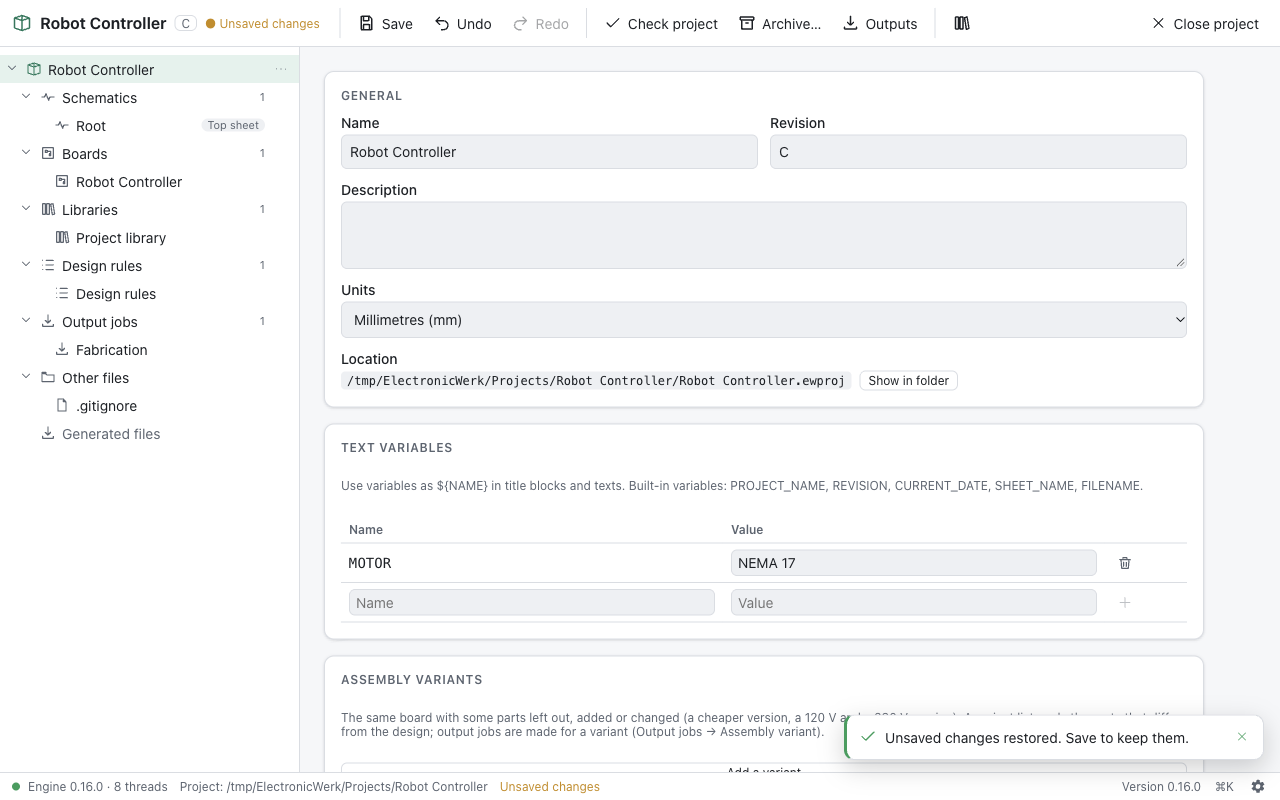 Robot Controller C Unsaved changes Save Undo Redo Check project Archive... Outputs Close project
Robot Controller
Schematics 1
Root Top sheet
Boards 1
Robot Controller
Libraries 1
Project library
Design rules 1
Design rules
Output jobs 1
Fabrication
Other files
.gitignore
Generated files
GENERAL
Name Revision
Robot Controller C
Description
Units
Millimetres (mm)
Location
/tmp/ElectronicWerk/Projects/Robot Controller/Robot Controller.ewproj Show in folder
TEXT VARIABLES
Use variables as ${NAME} in title blocks and texts. Built-in variables: PROJECT_NAME, REVISION, CURRENT_DATE, SHEET_NAME, FILENAME.
Name Value
MOTOR NEMA 17
Name Value
ASSEMBLY VARIANTS
The same board with some parts left out, added or changed (a cheaper version, a 120 V
from the design; output jobs are made for a variant (Output jobs → Assembly variant).
Add a variant
Unsaved changes restored. Save to keep them.
Engine 0.16.0 · 8 threads Project: /tmp/ElectronicWerk/Projects/Robot Controller Unsaved changes Version 0.16.0 ⌘K